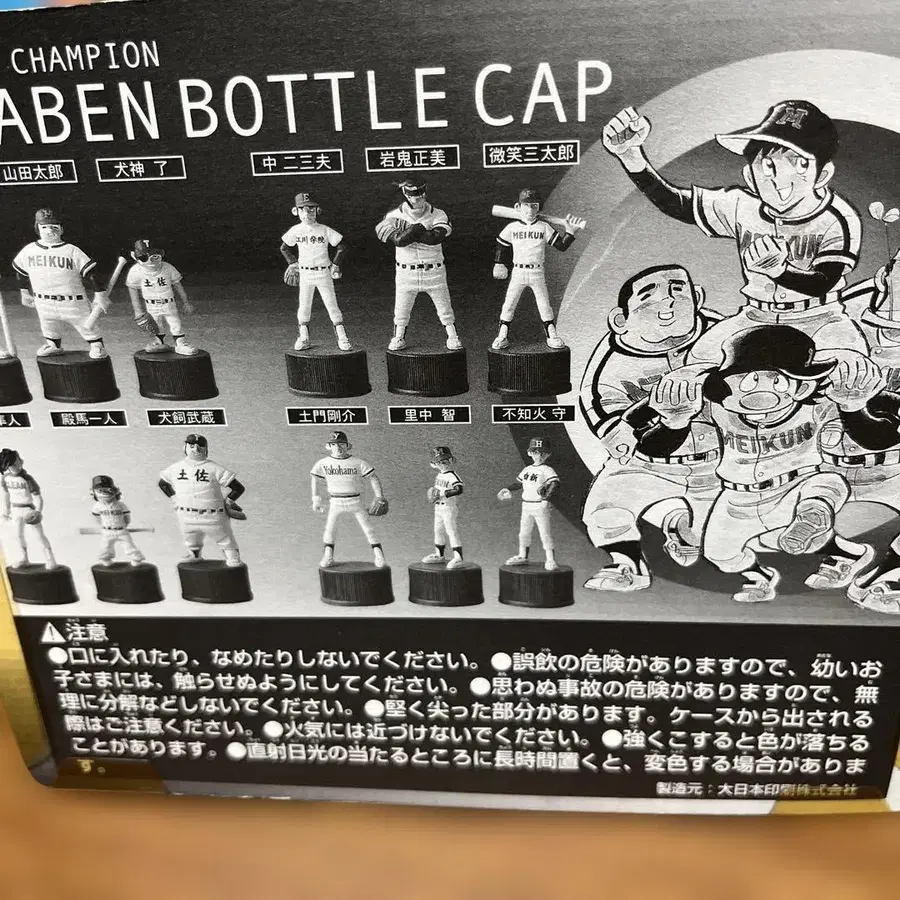 CHAMPION
ABEN BOTTLE CAP
山田太郎 犬神 了 中 二三夫 岩鬼正美 微笑三太郎
MEIKUN 土佐 江川学院 MEIKUN
隼人 殿馬一人 犬飼武蔵 土門剛介 里中 智 不知火 守
土佐 Yokohama H
M
MEIKUN
MEIKUN
⚠注意
●口に入れたり、なめたりしないでください。●誤飲の危険がありますので、幼いお
子さまには、触らせぬようにしてください。●思わぬ事故の危険がありますので、無
理に分解などしないでください。●堅く尖った部分があります。ケースから出される
際はご注意ください。●火気には近づけないでください。●強くこすると色が落ちる
ことがあります。●直射日光の当たるところに長時間置くと、変色する場合がありま
す。
製造元：大日本印刷株式会社